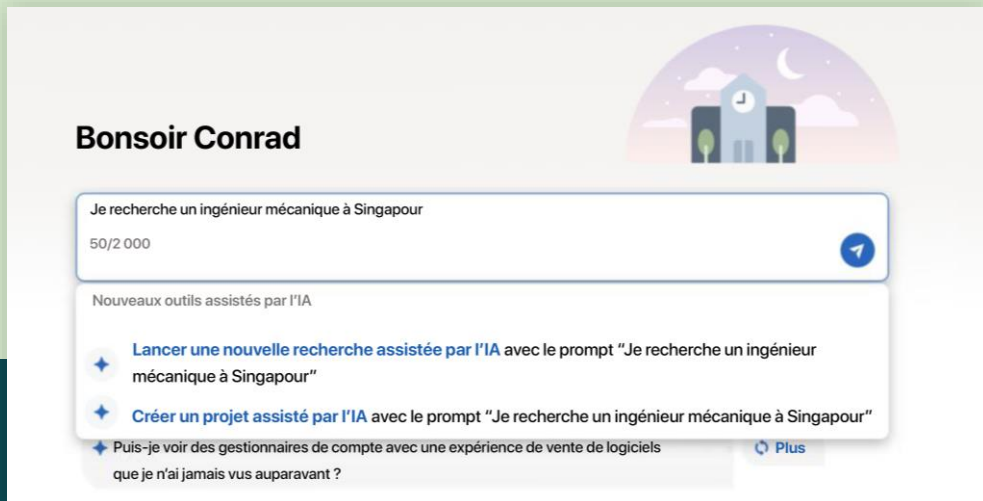 Bonsoir Conrad
Je recherche un ingénieur mécanique à Singapour
50/2 000
Nouveaux outils assistés par l'IA
Lancer une nouvelle recherche assistée par l'IA avec le prompt “Je recherche un ingénieur
mécanique à Singapour”
Créer un projet assisté par l'IA avec le prompt “Je recherche un ingénieur mécanique à Singapour”
Puis-je voir des gestionnaires de compte avec une expérience de vente de logiciels
que je n'ai jamais vus auparavant ?
Plus